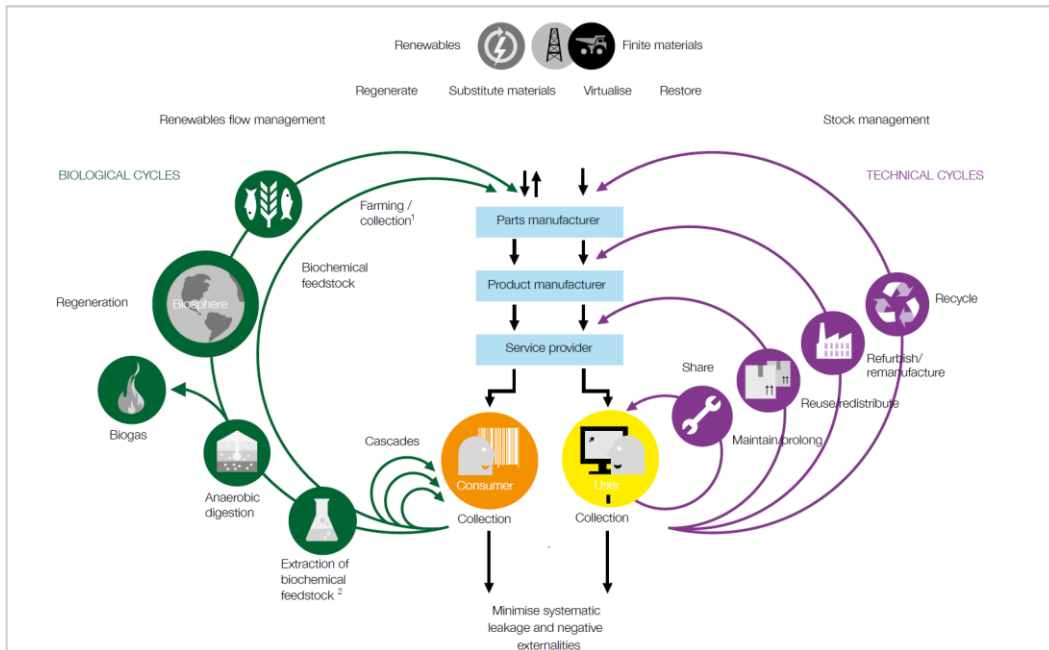 Renewables
Finite materials
Regenerate
Substitute materials
Virtualise
Restore
Renewables flow management
Stock management
BIOLOGICAL CYCLES
TECHNICAL CYCLES
Farming /
collection1
Parts manufacturer
Biochemical
feedstock
Regeneration
Biosphere
Product manufacturer
Recycle
Service provider
Share
Refurbish/
remanufacture
Reuse/redistribute
Biogas
Cascades
Maintain/prolong
Anaerobic
digestion
Consumer
User
Collection
Collection
Extraction of
biochemical
feedstock 2
Minimise systematic
leakage and negative
externalities